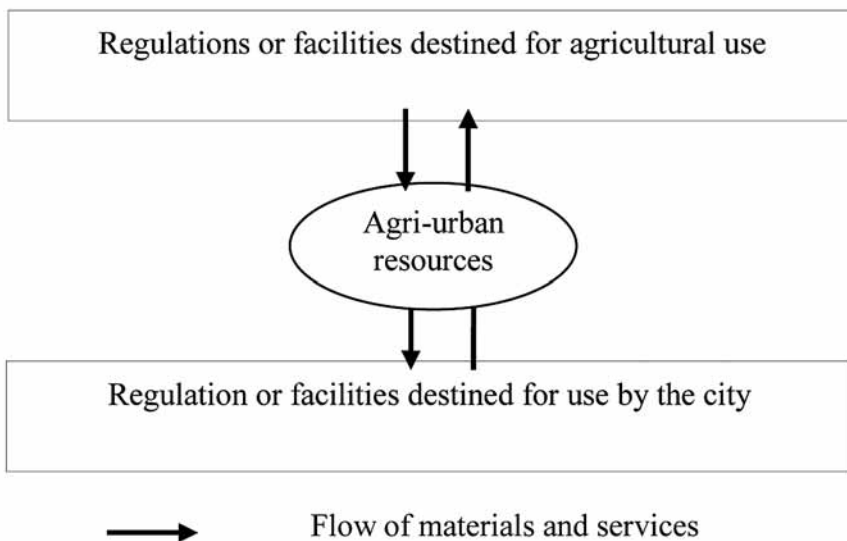 Regulations or facilities destined for agricultural use
Agri-urban
resources
Regulation or facilities destined for use by the city
Flow of materials and services